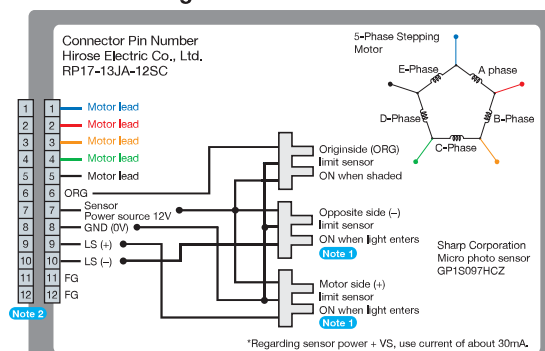 Connector Pin Number
Hirose Electric Co., Ltd.
RP17-13JA-12SC
5-Phase Stepping
Motor
E-Phase
A phase
D-Phase
B-Phase
C-Phase
1 1 Motor lead
2 2 Motor lead
3 3 Motor lead
4 4 Motor lead
5 5 Motor lead
6 6 ORG
7 7 Sensor
Power source 12V
8 8 GND (0V)
9 9 LS (+)
10 10 LS (–)
11 11 FG
12 12 FG
Note 2
Originside (ORG)
limit sensor
ON when shaded
Opposite side (–)
limit sensor
ON when light enters
Note 1
Motor side (+)
limit sensor
ON when light enters
Note 1
Sharp Corporation
Micro photo sensor
GP1S097HCZ
*Regarding sensor power + VS, use current of about 30mA.